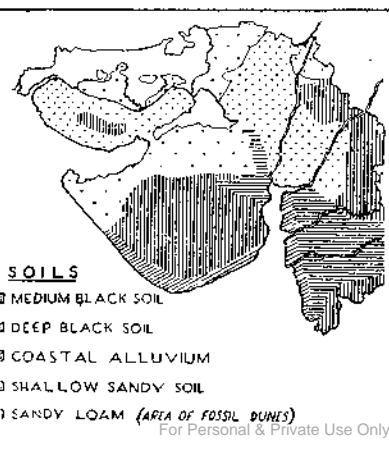 SOILS
MEDIUM BLACK SOIL
DEEP BLACK SOIL
COASTAL ALLUVIUM
SHALLOW SANDY SOIL
SANDY LOAM (AREA OF FOSSIL DUNES)
For Personal & Private Use Only